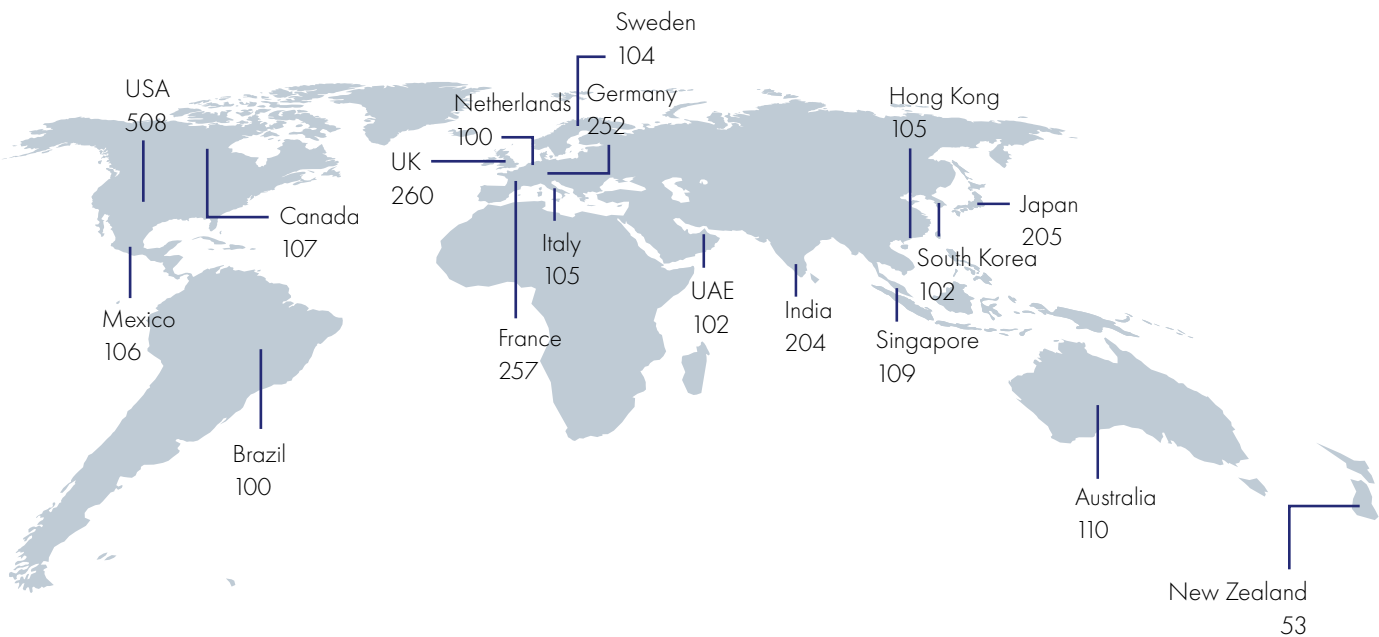 Sweden
104
USA
508
Netherlands
100
Germany
252
Hong Kong
105
UK
260
Canada
107
Japan
205
Italy
105
South Korea
102
UAE
102
India
204
Mexico
106
France
257
Singapore
109
Brazil
100
Australia
110
New Zealand
53